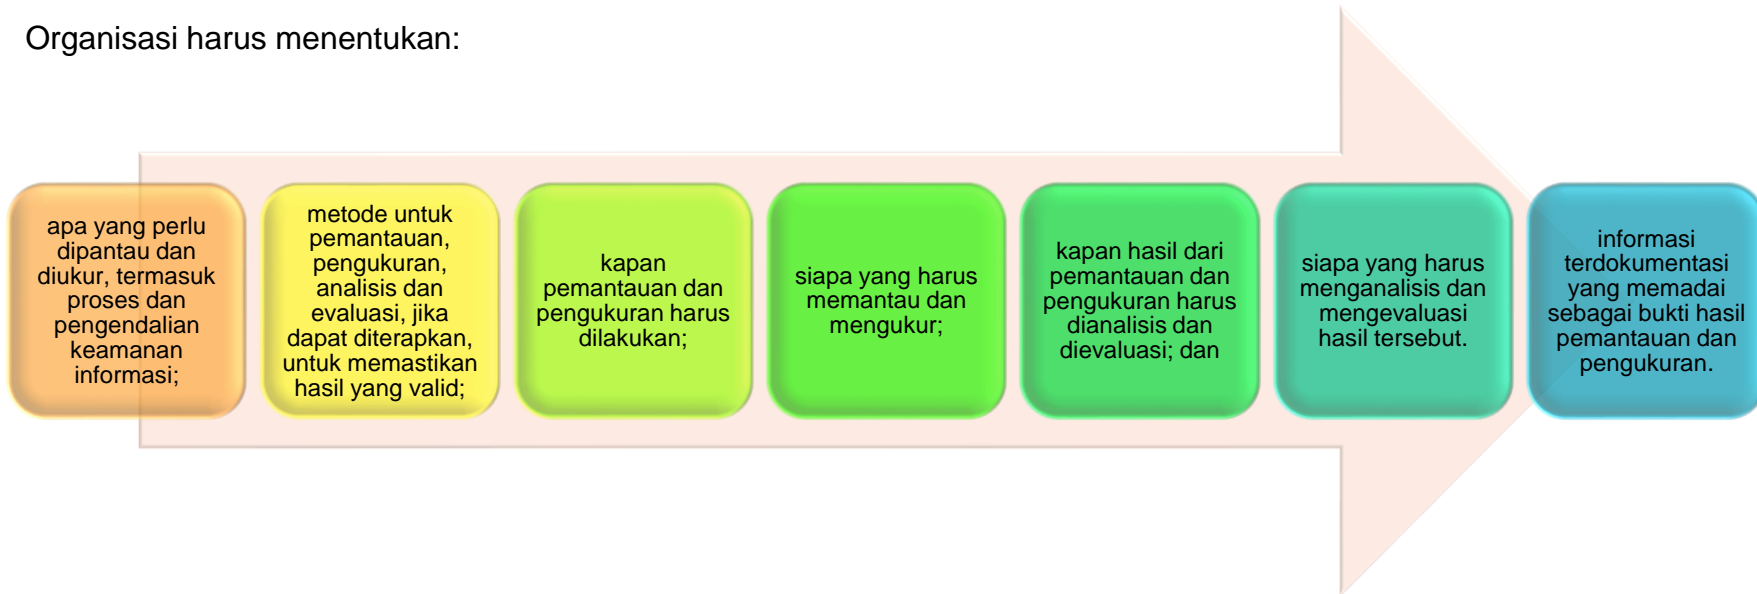 Organisasi harus menentukan:
apa yang perlu
dipantau dan
diukur, termasuk
proses dan
pengendalian
keamanan
informasi;
metode untuk
pemantauan,
pengukuran,
analisis dan
evaluasi, jika
dapat diterapkan,
untuk memastikan
hasil yang valid;
kapan
pemantauan dan
pengukuran harus
dilakukan;
siapa yang harus
memantau dan
mengukur;
kapan hasil dari
pemantauan dan
pengukuran harus
dianalisis dan
dievaluasi; dan
siapa yang harus
menganalisis dan
mengevaluasi
hasil tersebut.
informasi
terdokumentasi
yang memadai
sebagai bukti hasil
pemantauan dan
pengukuran.